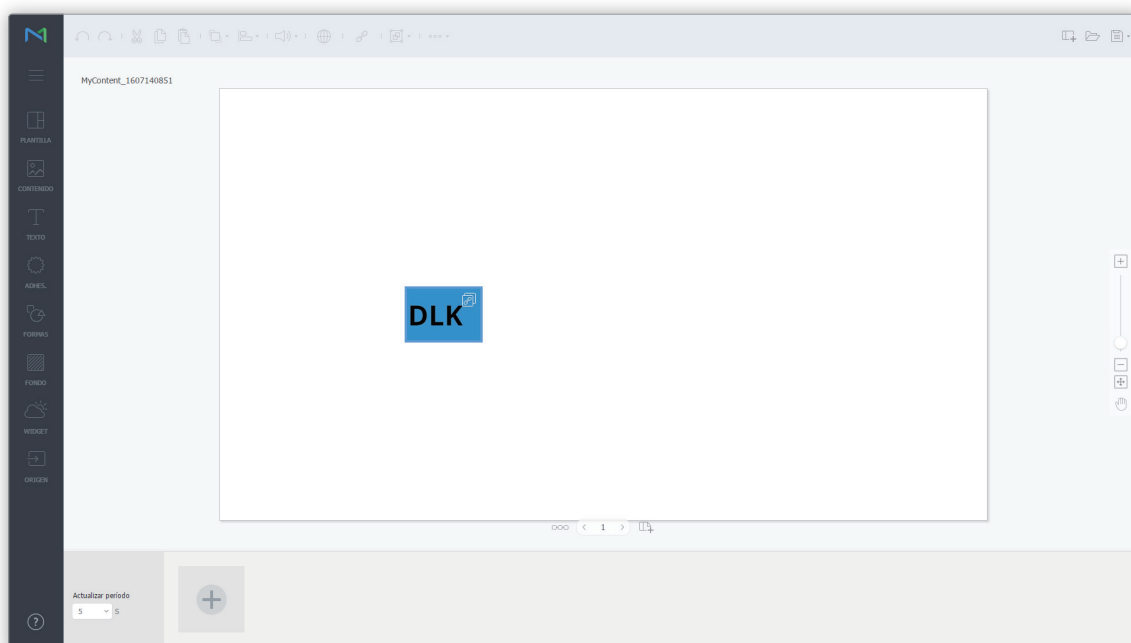 MyContent_1607140851
PLANTILLA
CONTENIDO
TEXTO
ADHES.
FORMAS
FONDO
WIDGET
ORIGEN
DLK
1
Actualizar período
5 S
?